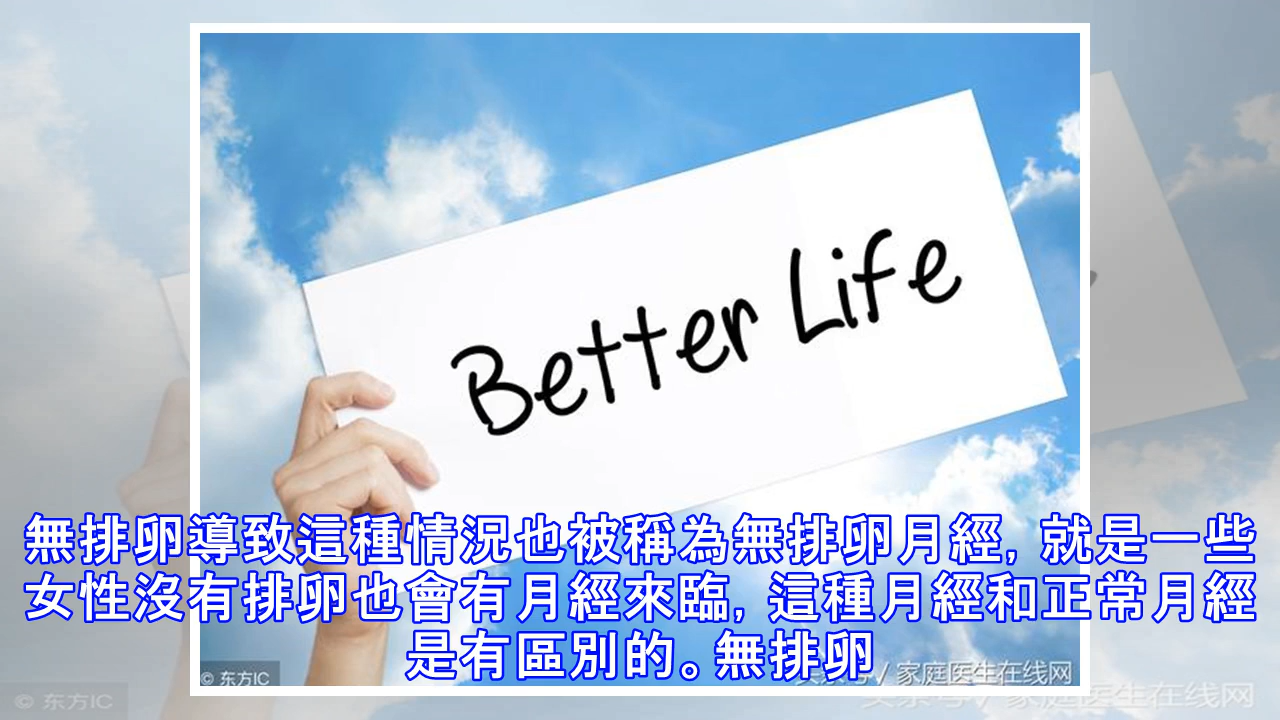 Better Life
無排卵導致這種情況也被稱為無排卵月經，就是一些
女性沒有排卵也會有月經來臨，這種月經和正常月經
是有區別的。無排卵
© 东方IC
家庭医生在线网
© 东方IC
家庭医生在线网